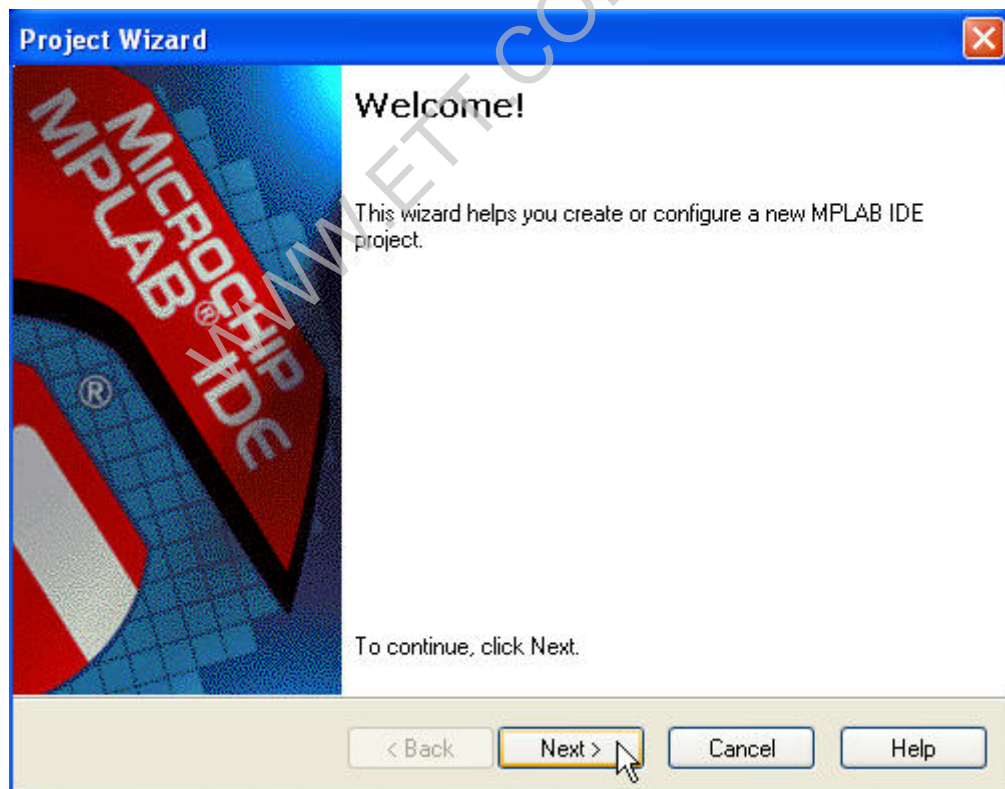 Project Wizard
MICROCHIP
MPLAB® IDE
®
Welcome!
This wizard helps you create or configure a new MPLAB IDE
project.
To continue, click Next.
< Back
Next >
Cancel
Help
WWW.ETT.CO